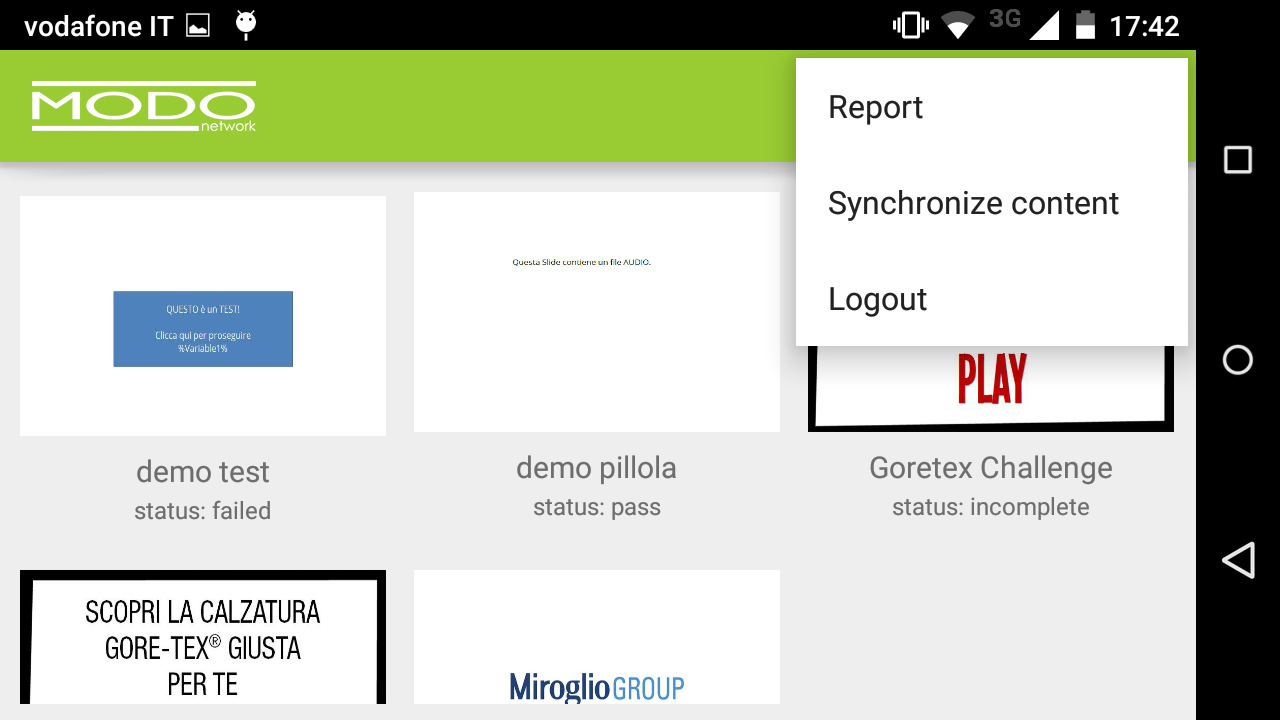 vodafone IT
3G
17:42
MODO
network
Report
Synchronize content
Logout
QUESTO è un TEST!
Clicca qui per proseguire
%Variable1%
Questa Slide contiene un file AUDIO.
PLAY
demo test
status: failed
demo pillola
status: pass
Goretex Challenge
status: incomplete
SCOPRI LA CALZATURA
GORE-TEX® GIUSTA
PER TE
Miroglio GROUP